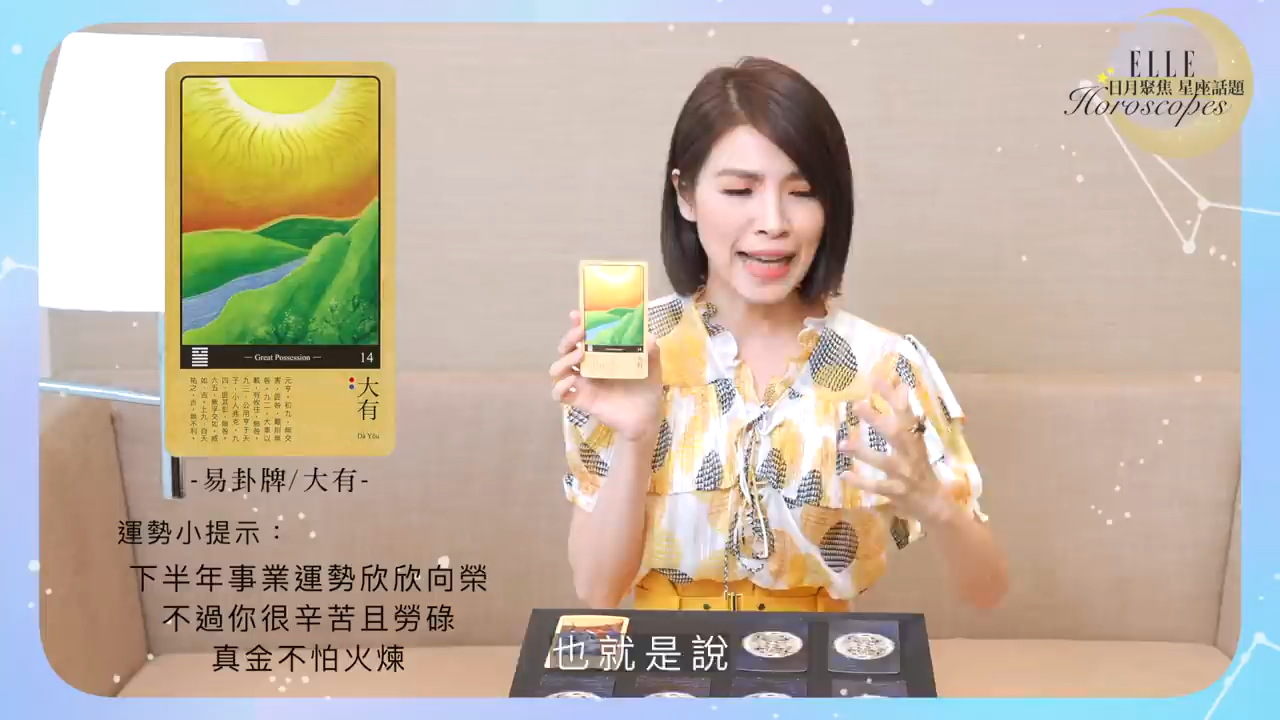 ELLE
日月聚焦 星座話題
Horoscopes
— Great Possession — 14
大有
Dà Yǒu
-易卦牌/大有-
運勢小提示：
下半年事業運勢欣欣向榮
不過你很辛苦且勞碌
真金不怕火煉
也就是說